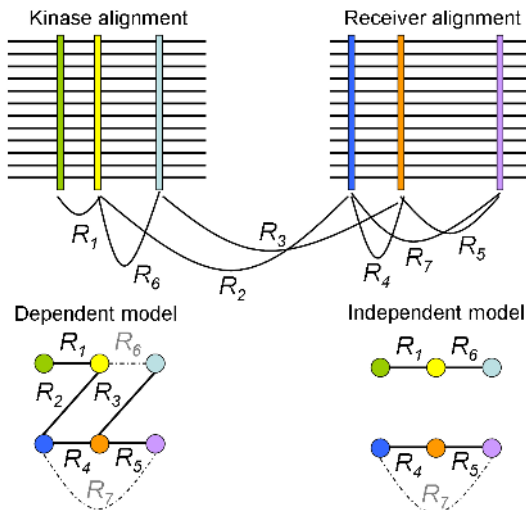 Kinase alignment
Receiver alignment
R1
R6
R3
R2
R4
R7
R5
Dependent model
R1
R6
R2
R3
R4
R5
R7
Independent model
R1
R6
R4
R5
R7